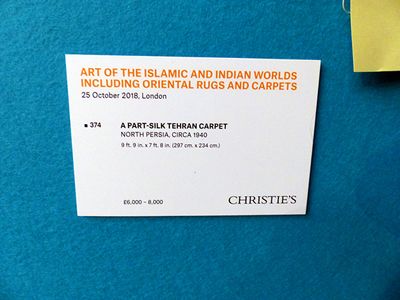 ART OF THE ISLAMIC AND INDIAN WORLDS
INCLUDING ORIENTAL RUGS AND CARPETS
25 October 2018, London
■ 374 A PART-SILK TEHRAN CARPET
NORTH PERSIA, CIRCA 1940
9 ft. 9 in. x 7 ft. 8 in. (297 cm. x 234 cm.)
£6,000 – 8,000 CHRISTIE'S